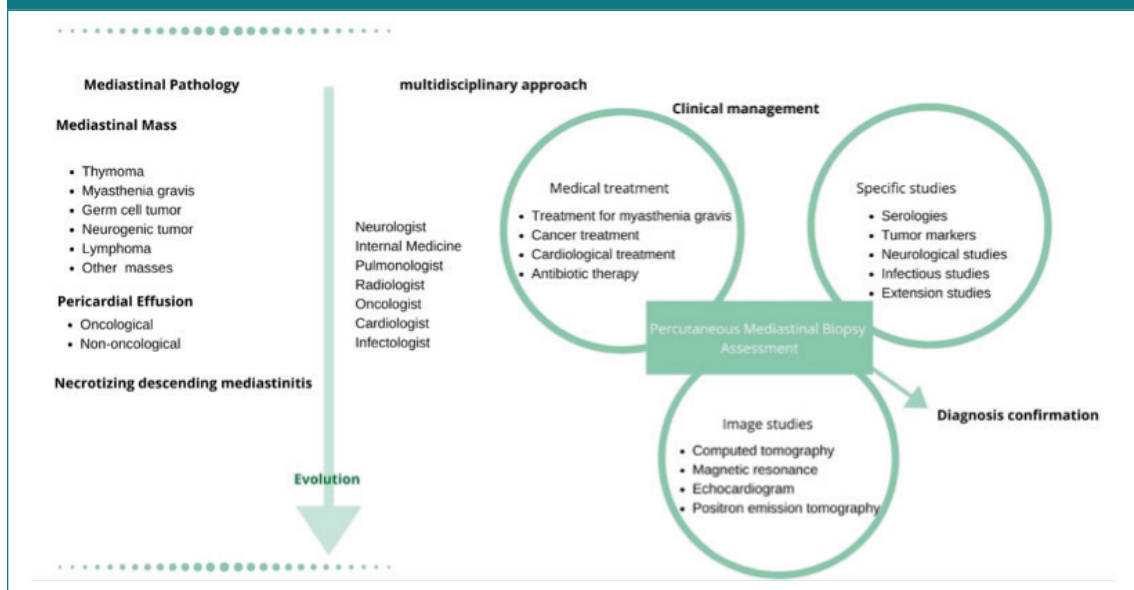 Mediastinal Pathology
Mediastinal Mass
• Thymoma
• Myasthenia gravis
• Germ cell tumor
• Neurogenic tumor
• Lymphoma
• Other masses
Pericardial Effusion
• Oncological
• Non-oncological
Necrotizing descending mediastinitis
Evolution
multidisciplinary approach
Neurologist
Internal Medicine
Pulmonologist
Radiologist
Oncologist
Cardiologist
Infectologist
Clinical management
Medical treatment
• Treatment for myasthenia gravis
• Cancer treatment
• Cardiological treatment
• Antibiotic therapy
Specific studies
• Serologies
• Tumor markers
• Neurological studies
• Infectious studies
• Extension studies
Percutaneous Mediastinal Biopsy
Assessment
Diagnosis confirmation
Image studies
• Computed tomography
• Magnetic resonance
• Echocardiogram
• Positron emission tomography